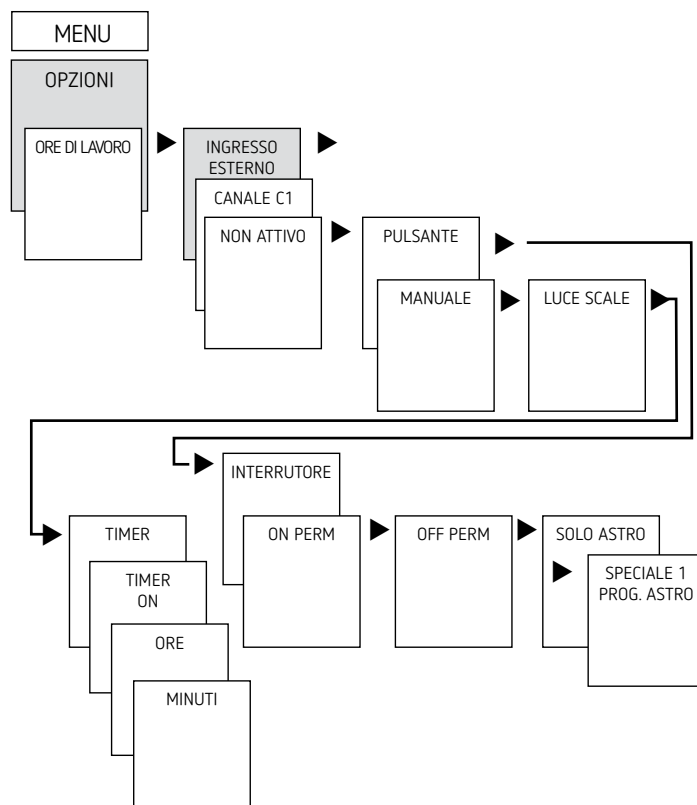 MENU
OPZIONI
ORE DI LAVORO
INGRESSO
ESTERNO
CANALE C1
NON ATTIVO
PULSANTE
MANUALE
LUCE SCALE
INTERRUTORE
TIMER
ON PERM
OFF PERM
SOLO ASTRO
TIMER
ON
SPECIALE 1
PROG. ASTRO
ORE
MINUTI